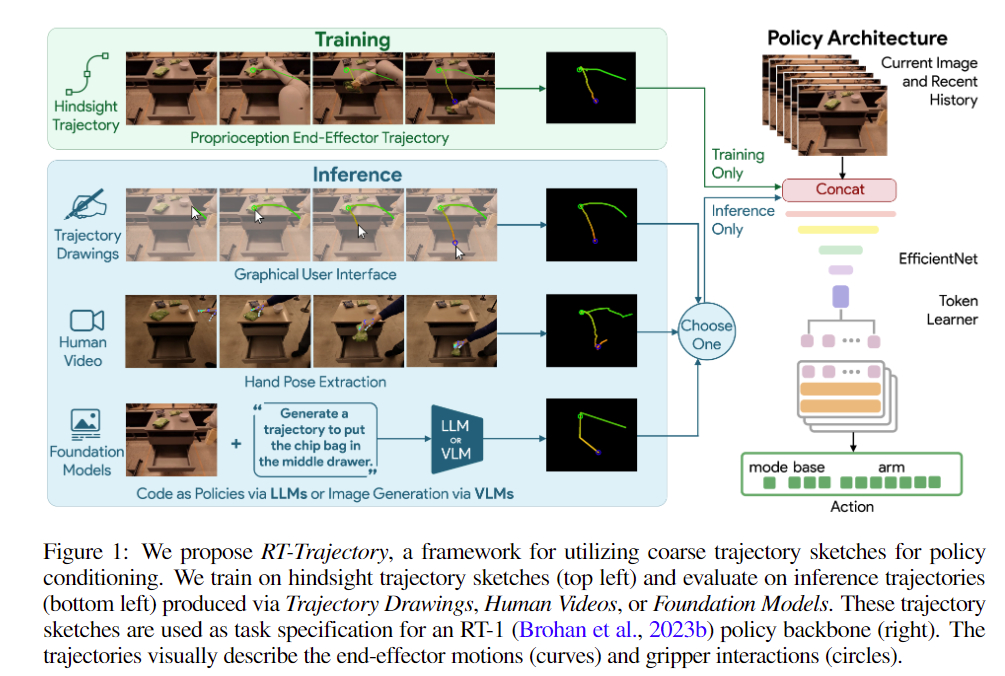 Training
Hindsight
Trajectory
Proprioception End-Effector Trajectory
Inference
Trajectory
Drawings
Graphical User Interface
Human
Video
Hand Pose Extraction
Foundation
Models
+
“Generate a
trajectory to put
the chip bag in
the middle drawer.”
LLM
OR
VLM
Code as Policies via LLMs or Image Generation via VLMs
Choose
One
Training
Only
Inference
Only
Policy Architecture
Current Image
and Recent
History
Concat
EfficientNet
Token
Learner
mode base arm
Action
Figure 1: We propose RT-Trajectory, a framework for utilizing coarse trajectory sketches for policy
conditioning. We train on hindsight trajectory sketches (top left) and evaluate on inference trajectories
(bottom left) produced via Trajectory Drawings, Human Videos, or Foundation Models. These trajectory
sketches are used as task specification for an RT-1 (Brohan et al., 2023b) policy backbone (right). The
trajectories visually describe the end-effector motions (curves) and gripper interactions (circles).